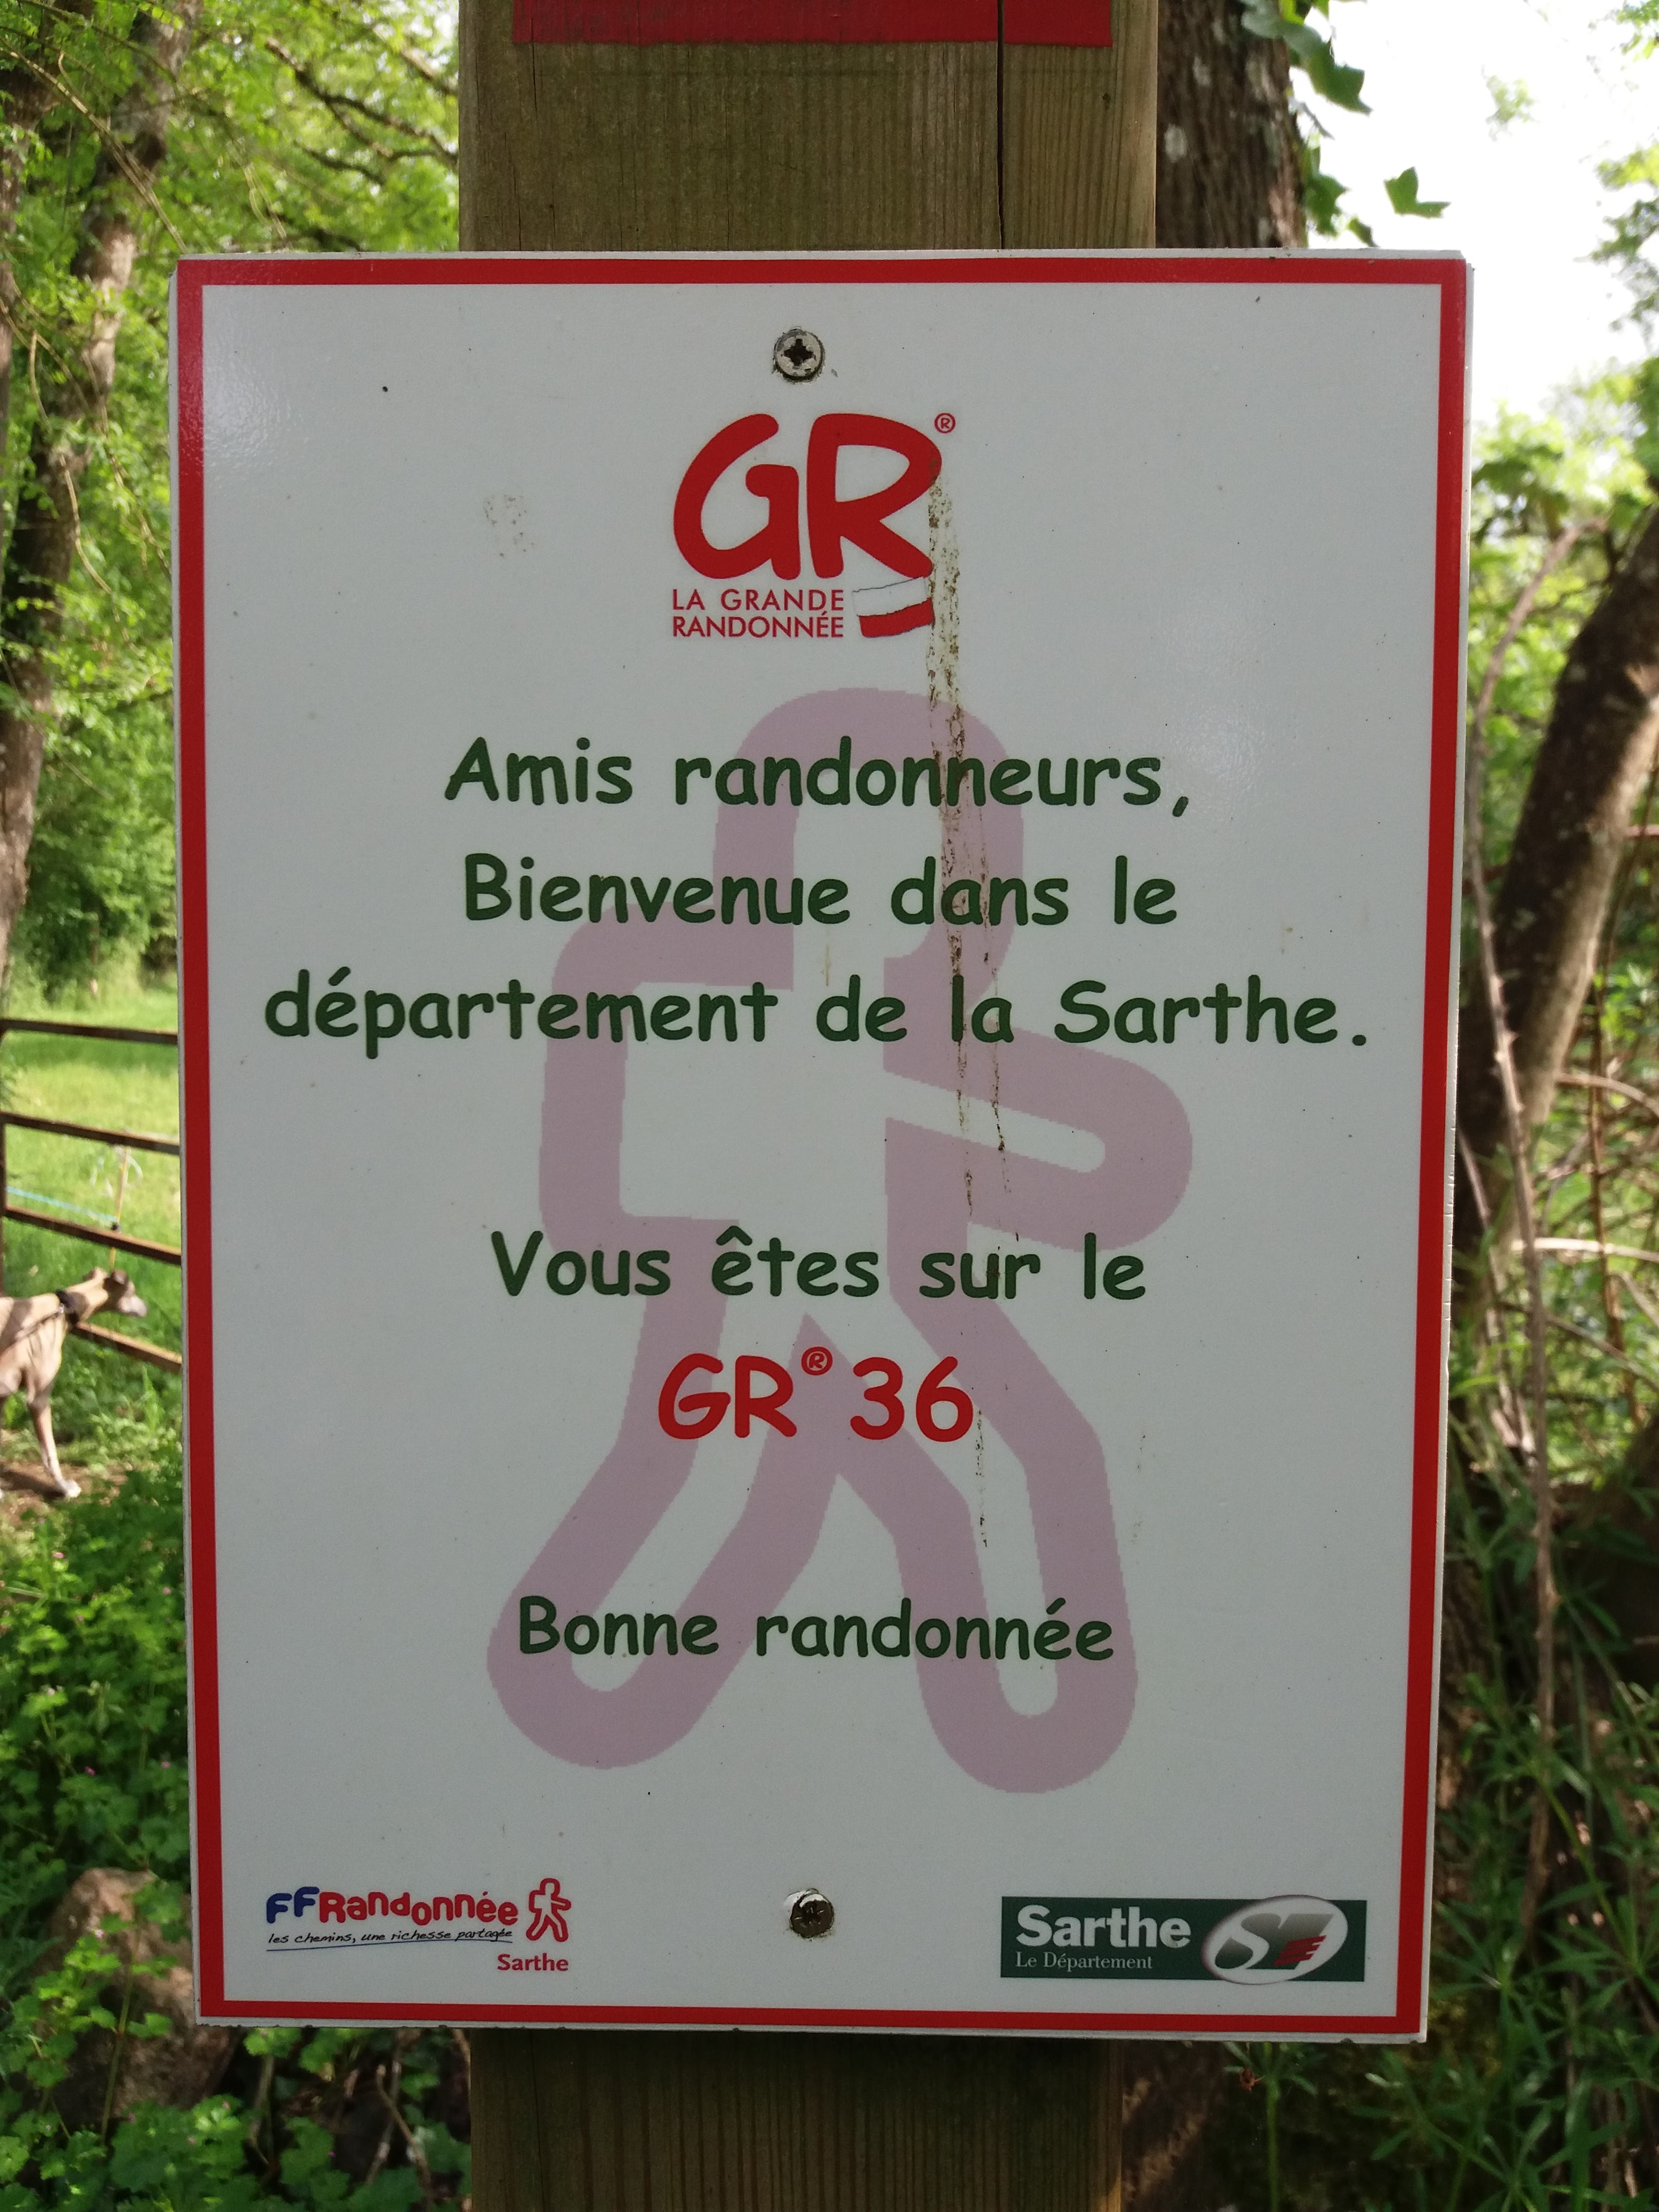 GR®
LA GRANDE
RANDONNÉE
Amis randonneurs,
Bienvenue dans le
département de la Sarthe.
Vous êtes sur le
GR® 36
Bonne randonnée
FFRandonnée
les chemins, une richesse partagée
Sarthe
Sarthe
Le Département